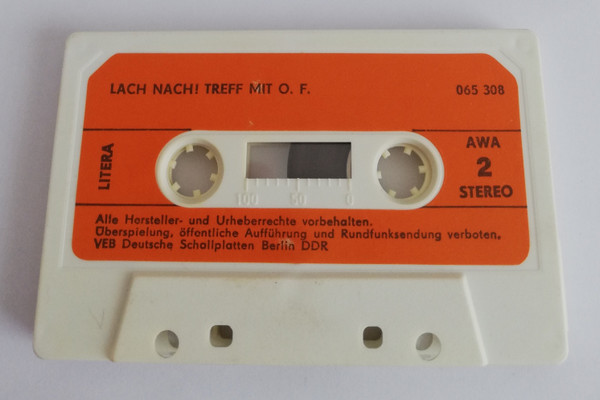 LACH NACH! TREFF MIT O. F.
065 308
LITERA
AWA
2
STEREO
100 50 0
Alle Hersteller- und Urheberrechte vorbehalten.
Überspielung, öffentliche Aufführung und Rundfunksendung verboten.
VEB Deutsche Schallplatten Berlin DDR